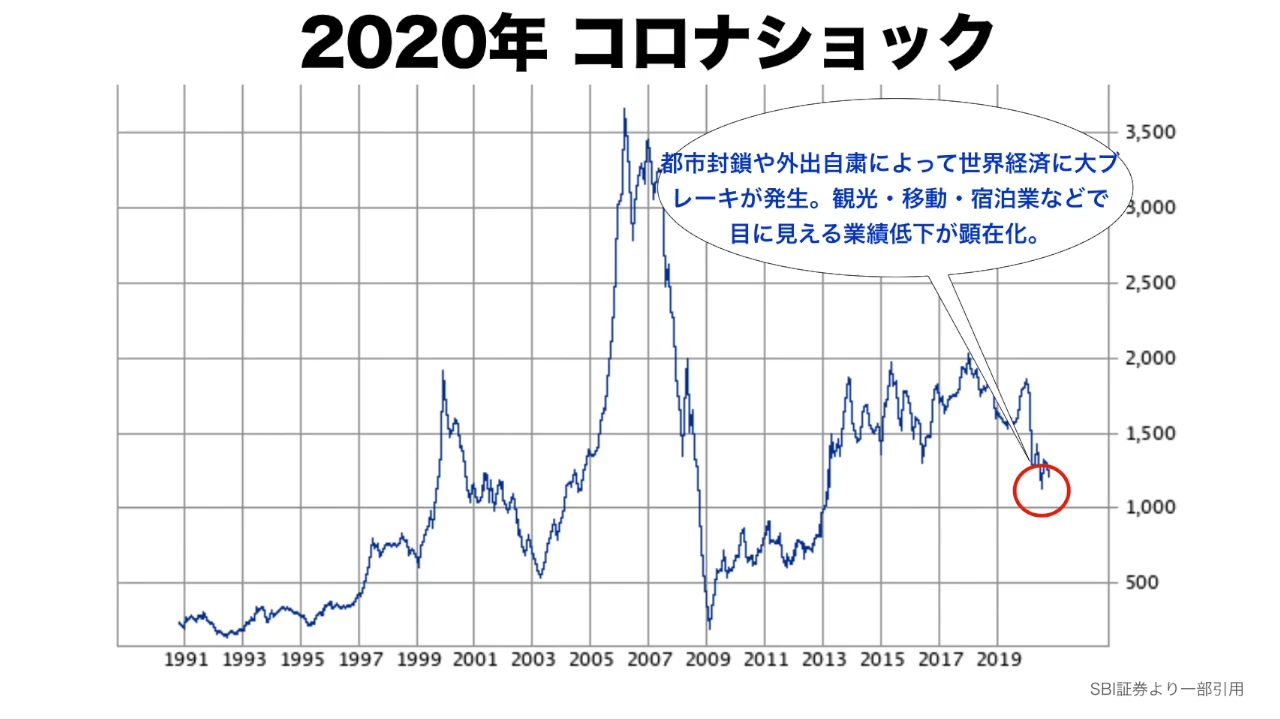 2020年 コロナショック
都市封鎖や外出自粛によって世界経済に大ブ
レーキが発生。観光・移動・宿泊業などで
目に見える業績低下が顕在化。
3,500
3,000
2,500
2,000
1,500
1,000
500
1991 1993 1995 1997 1999 2001 2003 2005 2007 2009 2011 2013 2015 2017 2019
SBI証券より一部引用